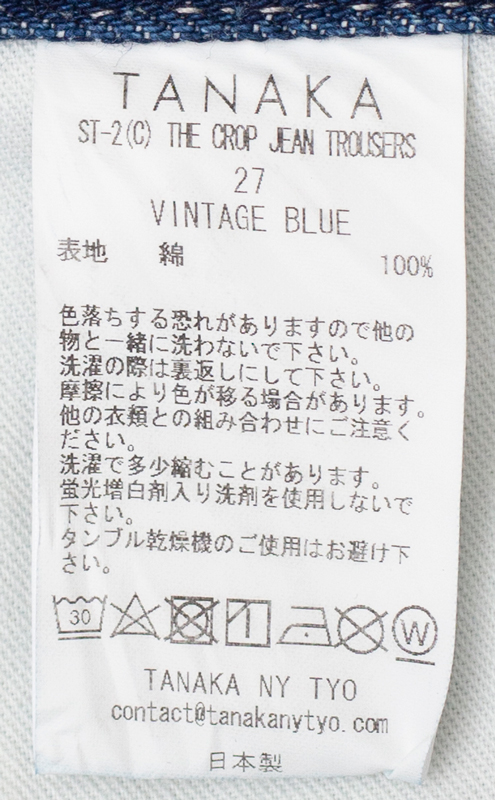 TANAKA
ST-2(C) THE CROP JEAN TROUSERS
27
VINTAGE BLUE
表地 綿 100%
色落ちする恐れがありますので他の
物と一緒に洗わないで下さい。
洗濯の際は裏返しにして下さい。
摩擦により色が移る場合があります。
他の衣類との組み合わせにご注意く
ださい。
洗濯で多少縮むことがあります。
蛍光増白剤入り洗剤を使用しないで
下さい。
タンブル乾燥機のご使用はお避け下
さい。
30 W
TANAKA NY TYO
contact@tanakanytyo.com
日本製